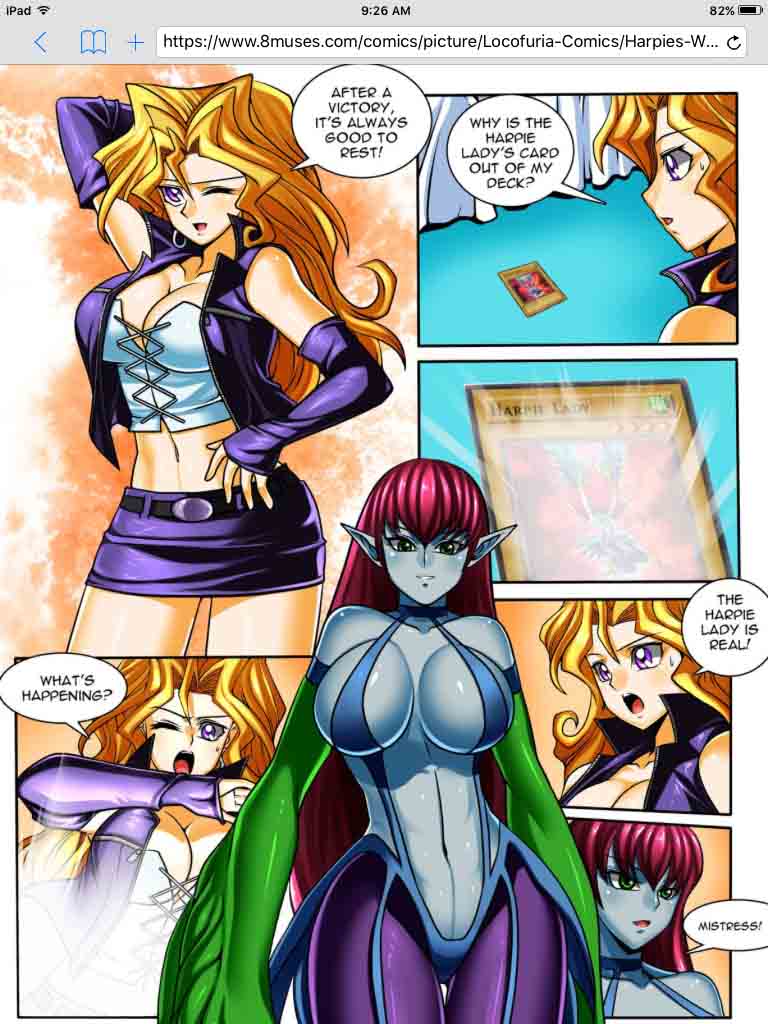 iPad
9:26 AM
82%
https://www.8muses.com/comics/picture/Locofuria-Comics/Harpies-W...
AFTER A
VICTORY,
IT'S ALWAYS
GOOD TO
REST!
WHY IS THE
HARPIE
LADY'S CARD
OUT OF MY
DECK?
HARPIE LADY
THE
HARPIE
LADY IS
REAL!
WHAT'S
HAPPENING?
MISTRESS!